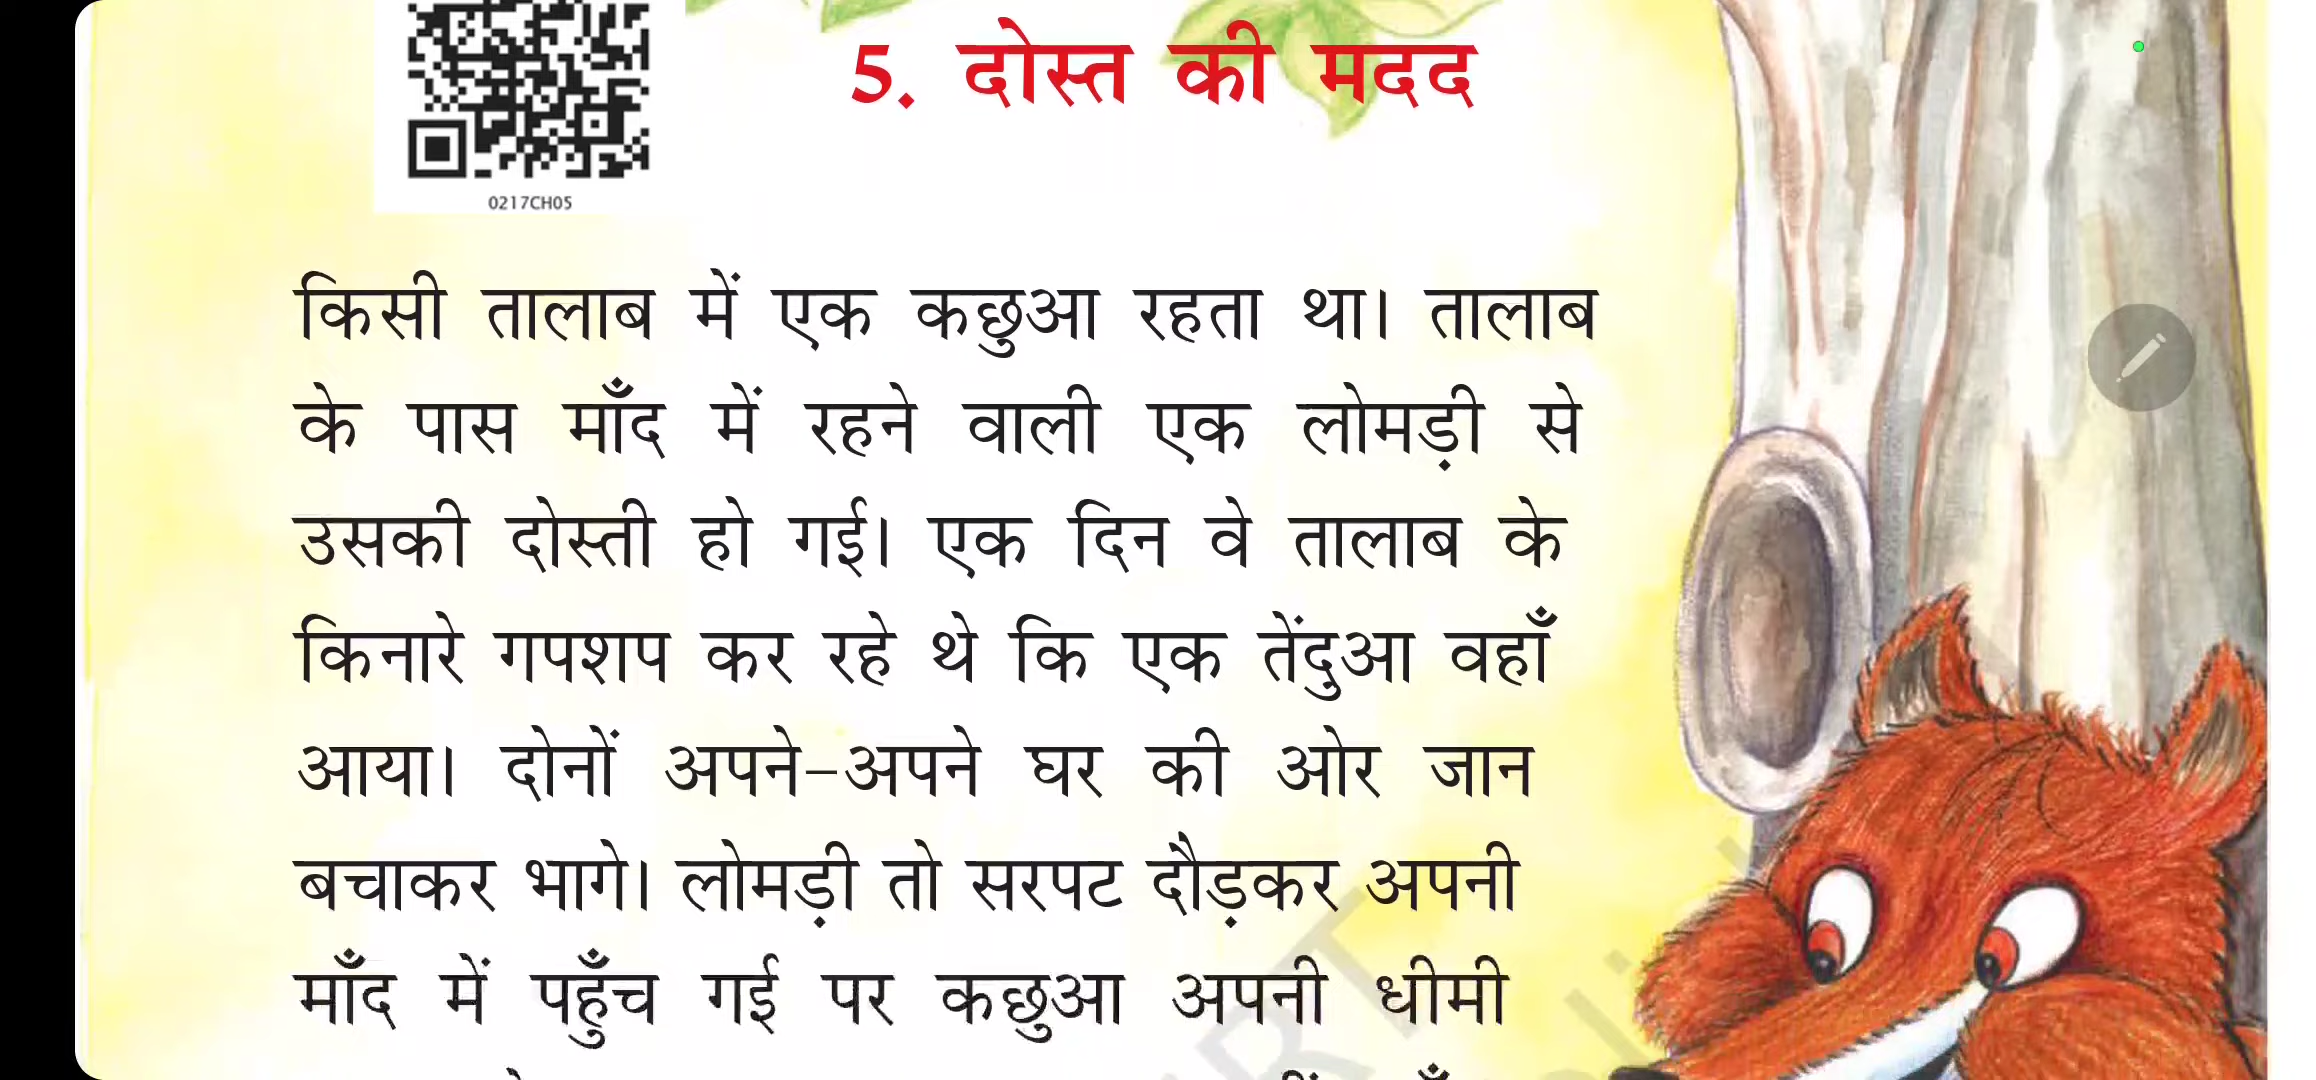 0217CH05
5. दोस्त की मदद
किसी तालाब में एक कछुआ रहता था। तालाब
के पास माँद में रहने वाली एक लोमड़ी से
उसकी दोस्ती हो गई। एक दिन वे तालाब के
किनारे गपशप कर रहे थे कि एक तेंदुआ वहाँ
आया। दोनों अपने-अपने घर की ओर जान
बचाकर भागे। लोमड़ी तो सरपट दौड़कर अपनी
माँद में पहुँच गई पर कछुआ अपनी धीमी